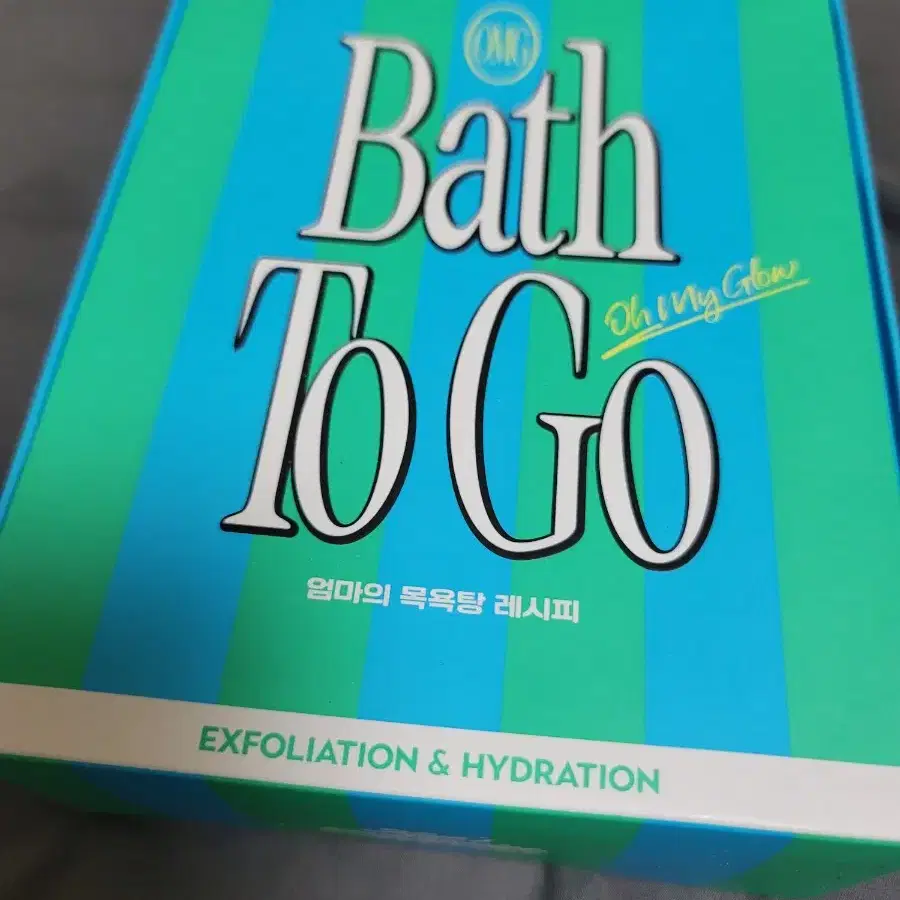 OMG
Bath
To Go
Oh My Glow
엄마의 목욕탕 레시피
EXFOLIATION & HYDRATION